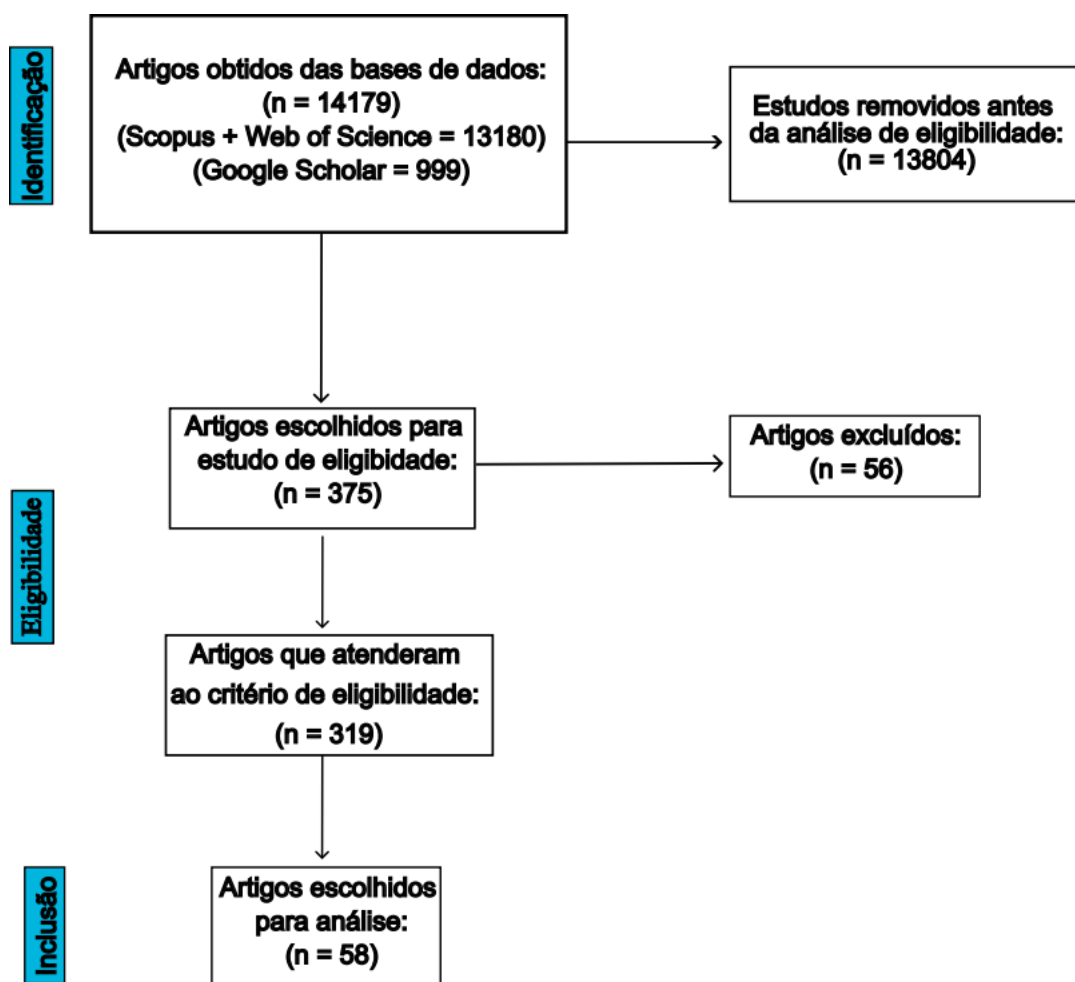 Identificação
Artigos obtidos das bases de dados:
(n = 14179)
(Scopus + Web of Science = 13180)
(Google Scholar = 999)
Estudos removidos antes
da análise de eligibilidade:
(n = 13804)
Eligibilidade
Artigos escolhidos para
estudo de eligibidade:
(n = 375)
Artigos excluídos:
(n = 56)
Artigos que atenderam
ao critério de eligibilidade:
(n = 319)
Inclusão
Artigos escolhidos
para análise:
(n = 58)